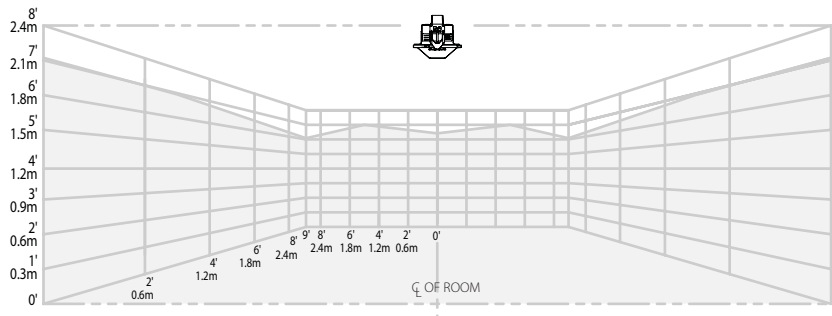 8'
2.4m
7'
2.1m
6'
1.8m
5'
1.5m
4'
1.2m
3'
0.9m
2'
0.6m
1'
0.3m
0'
2'
0.6m
4'
1.2m
6'
1.8m
8'
2.4m
9' 8' 6' 4' 2' 0'
2.4m 1.8m 1.2m 0.6m
℄ OF ROOM